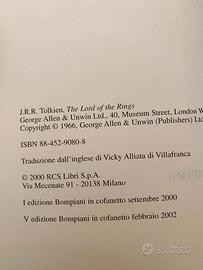 J.R.R. Tolkien, The Lord of the Rings
George Allen & Unwin Ltd., 40, Museum Street, London W
Copyright © 1966, George Allen & Unwin (Publishers) Ltd
ISBN 88-452-9080-8
Traduzione dall'inglese di Vicky Alliata di Villafranca
© 2000 RCS Libri S.p.A.
Via Mecenate 91 - 20138 Milano
I edizione Bompiani in cofanetto settembre 2000
V edizione Bompiani in cofanetto febbraio 2002
MPIANI
subito